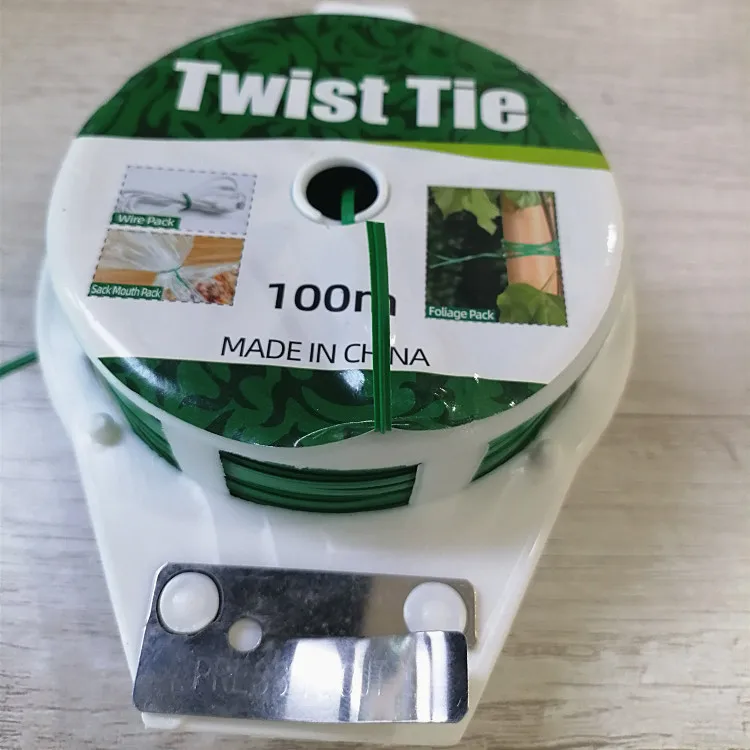 Twist Tie
Wire Pack
Sack Mouth Pack
Foliage Pack
100m
MADE IN CHINA